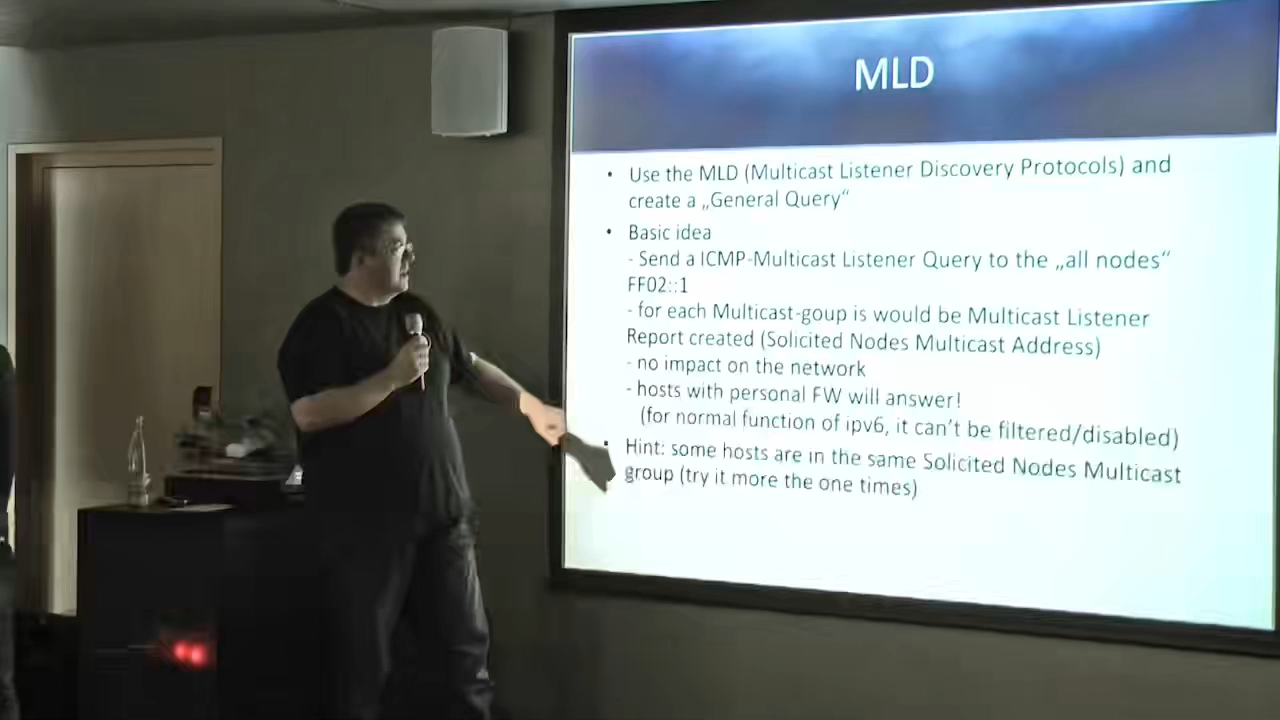 MLD
• Use the MLD (Multicast Listener Discovery Protocols) and
create a „General Query“
• Basic idea
- Send a ICMP-Multicast Listener Query to the „all nodes“
FF02::1
- for each Multicast-goup is would be Multicast Listener
Report created (Solicited Nodes Multicast Address)
- no impact on the network
- hosts with personal FW will answer!
(for normal function of ipv6, it can't be filtered/disabled)
• Hint: some hosts are in the same Solicited Nodes Multicast
group (try it more the one times)